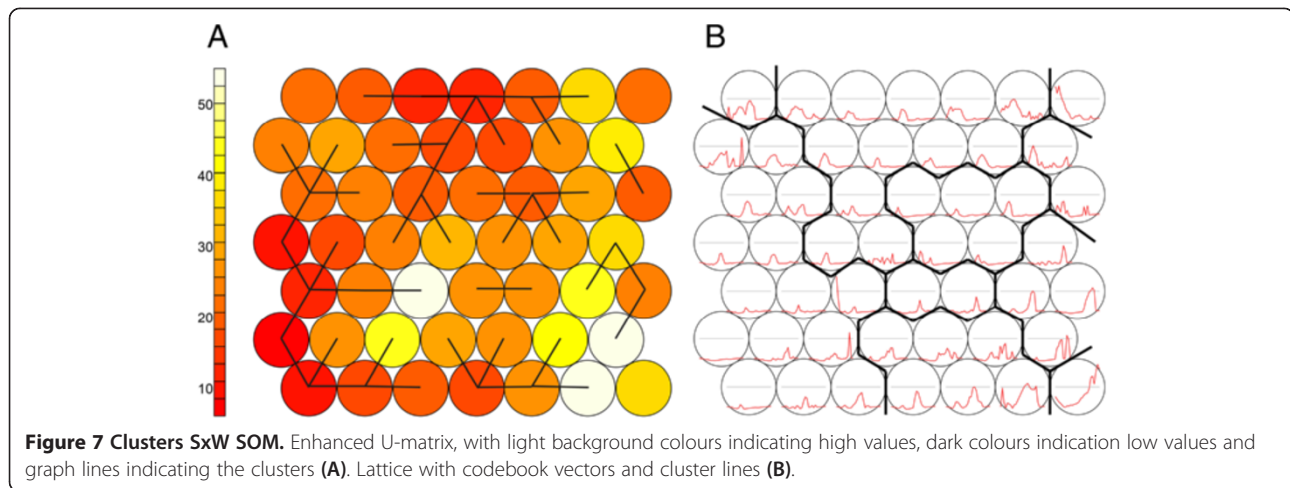 A
B
50
40
30
20
10
Figure 7 Clusters SxW SOM. Enhanced U-matrix, with light background colours indicating high values, dark colours indication low values and
graph lines indicating the clusters (A). Lattice with codebook vectors and cluster lines (B).